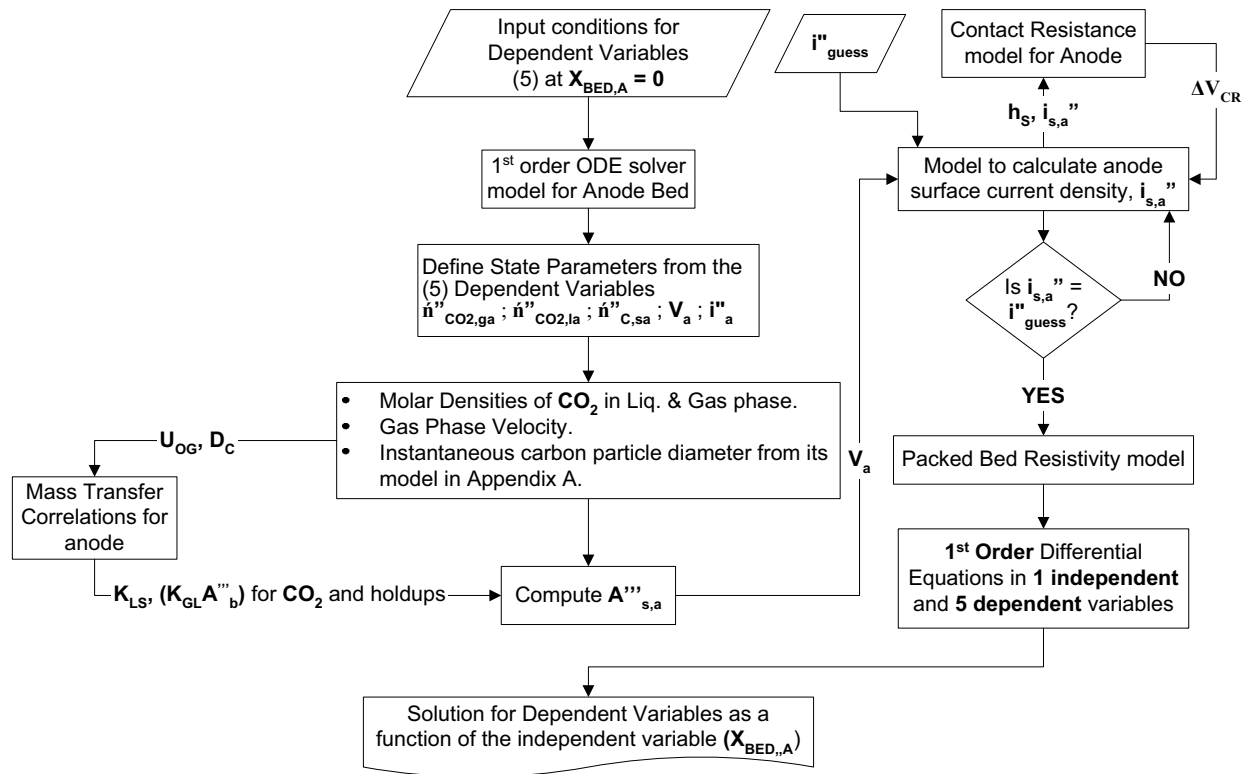 Input conditions for
Dependent Variables
(5) at X_BED,A = 0
1st order ODE solver
model for Anode Bed
Define State Parameters from the
(5) Dependent Variables
ń”CO2,ga ; ń”CO2,la ; ń”C,sa ; Va ; i"a
• Molar Densities of CO2 in Liq. & Gas phase.
• Gas Phase Velocity.
• Instantaneous carbon particle diameter from its
model in Appendix A.
UOG, DC
Mass Transfer
Correlations for
anode
KLS, (KGLA’’’b) for CO2 and holdups
Compute A’’’s,a
Va
i"guess
Contact Resistance
model for Anode
ΔVCR
hS, is,a”
Model to calculate anode
surface current density, is,a”
Is is,a” =
i"guess?
NO
YES
Packed Bed Resistivity model
1st Order Differential
Equations in 1 independent
and 5 dependent variables
Solution for Dependent Variables as a
function of the independent variable (XBED,,A)